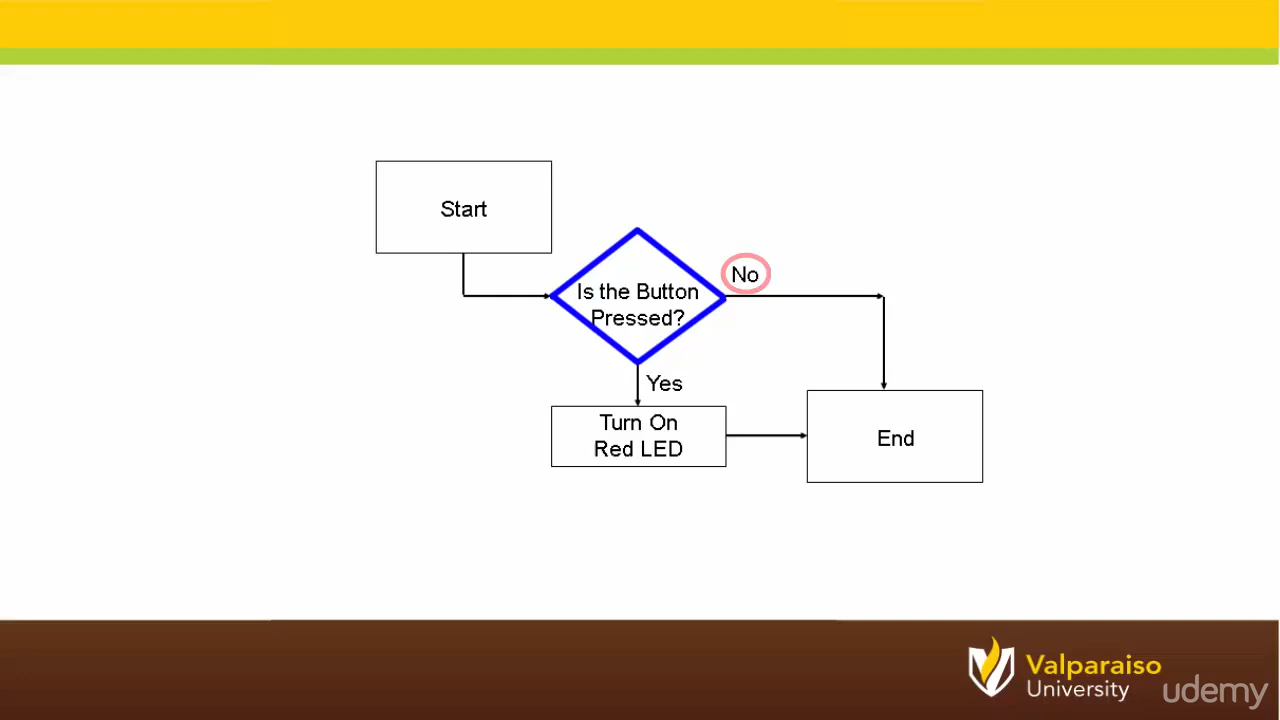 Start
Is the Button
Pressed?
No
Yes
Turn On
Red LED
End
Valparaiso
University
udemy